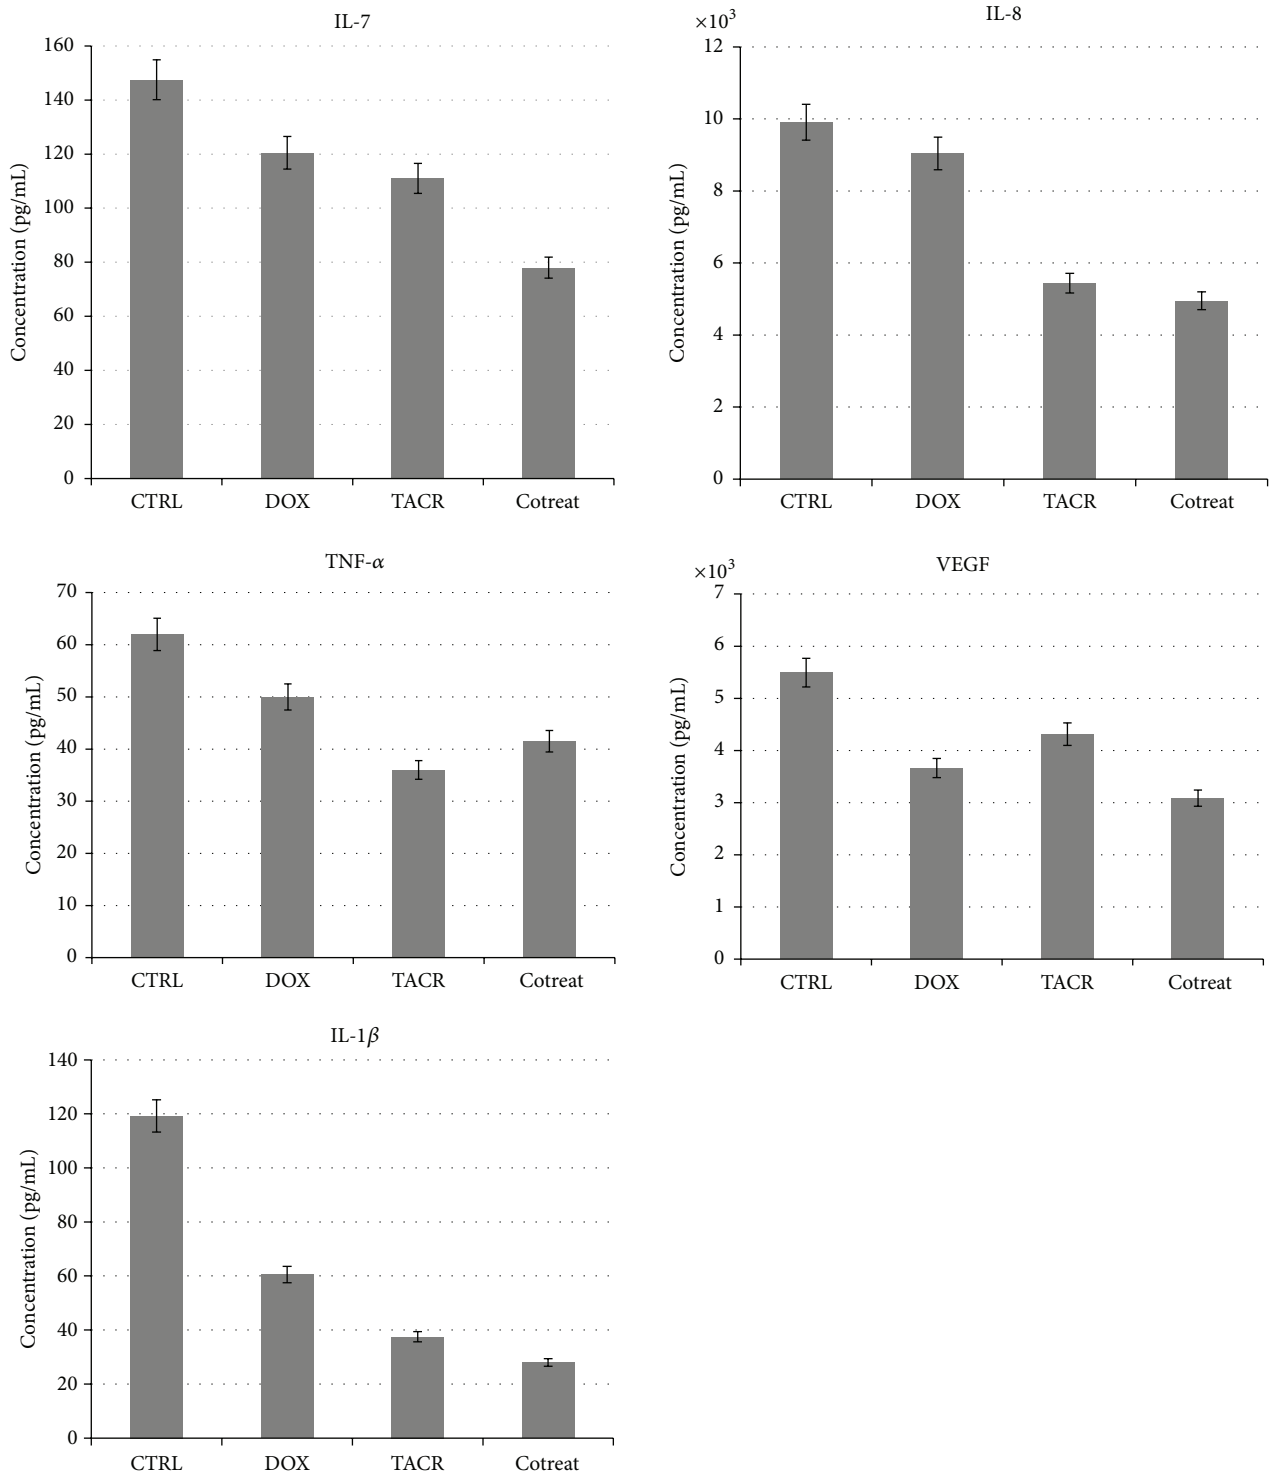 IL-7
Concentration (pg/mL)
160
140
120
100
80
60
40
20
0
CTRL DOX TACR Cotreat
IL-8
×10³
Concentration (pg/mL)
12
10
8
6
4
2
0
CTRL DOX TACR Cotreat
TNF-α
Concentration (pg/mL)
70
60
50
40
30
20
10
0
CTRL DOX TACR Cotreat
VEGF
×10³
Concentration (pg/mL)
7
6
5
4
3
2
1
0
CTRL DOX TACR Cotreat
IL-1β
Concentration (pg/mL)
140
120
100
80
60
40
20
0
CTRL DOX TACR Cotreat